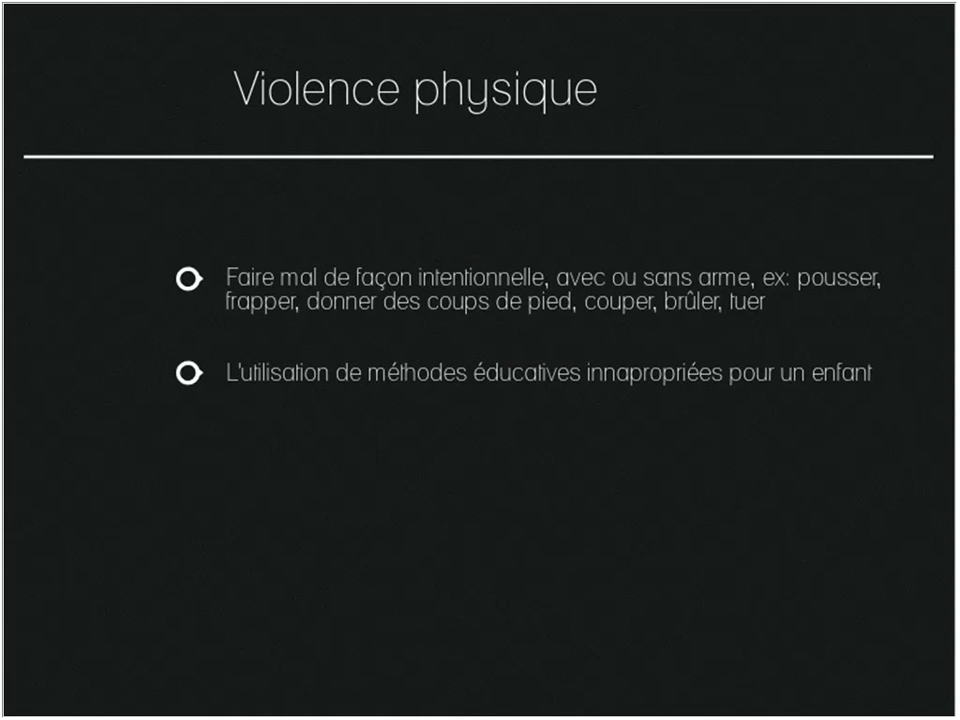 Violence physique
Faire mal de façon intentionnelle, avec ou sans arme, ex: pousser,
frapper, donner des coups de pied, couper, brûler, tuer
L'utilisation de méthodes éducatives innapropriées pour un enfant